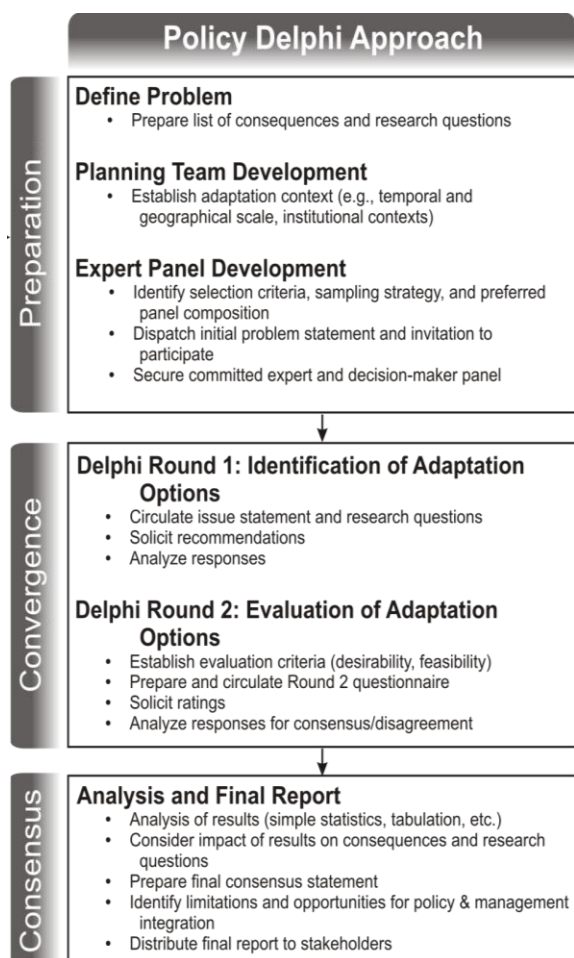 Policy Delphi Approach
Preparation
Define Problem
• Prepare list of consequences and research questions
Planning Team Development
• Establish adaptation context (e.g., temporal and
geographical scale, institutional contexts)
Expert Panel Development
• Identify selection criteria, sampling strategy, and preferred
panel composition
• Dispatch initial problem statement and invitation to
participate
• Secure committed expert and decision-maker panel
Convergence
Delphi Round 1: Identification of Adaptation
Options
• Circulate issue statement and research questions
• Solicit recommendations
• Analyze responses
Delphi Round 2: Evaluation of Adaptation
Options
• Establish evaluation criteria (desirability, feasibility)
• Prepare and circulate Round 2 questionnaire
• Solicit ratings
• Analyze responses for consensus/disagreement
Consensus
Analysis and Final Report
• Analysis of results (simple statistics, tabulation, etc.)
• Consider impact of results on consequences and research
questions
• Prepare final consensus statement
• Identify limitations and opportunities for policy & management
integration
• Distribute final report to stakeholders